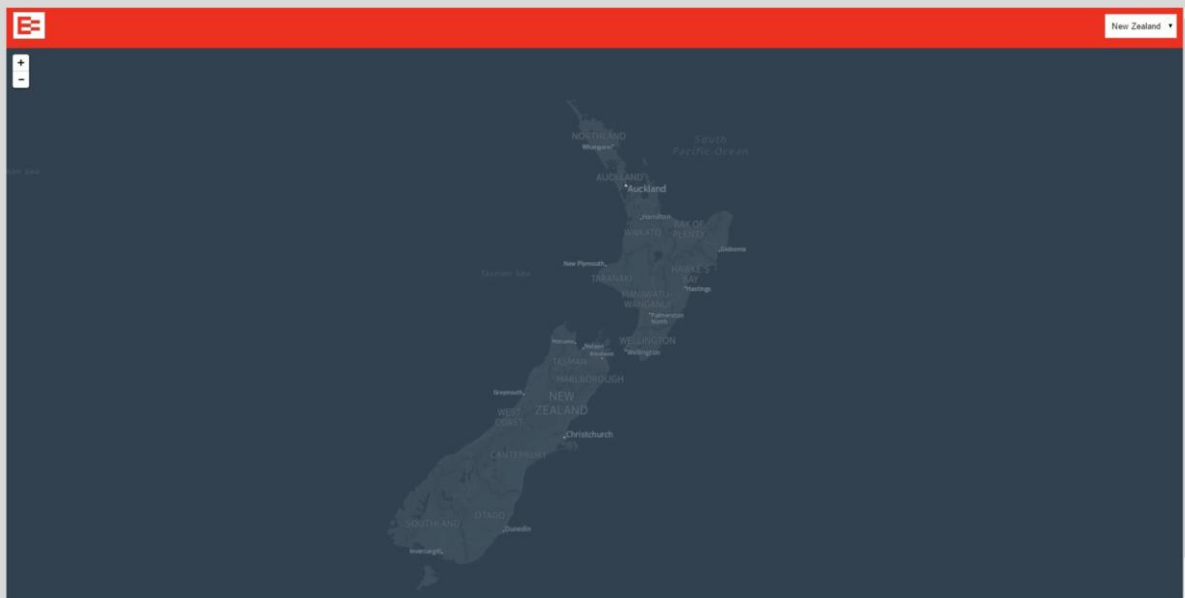 New Zealand
+
−
NORTHLAND
Whangarei
South
Pacific Ocean
AUCKLAND
Auckland
Hamilton
BAY OF
PLENTY
WAIKATO
Gisborne
New Plymouth
Tasman Sea
TARANAKI
HAWKE'S
BAY
Hastings
MANAWATU-
WANGANUI
Palmerston
North
WELLINGTON
Wellington
Nelson
TASMAN
MARLBOROUGH
Greymouth
NEW
ZEALAND
WEST
COAST
Christchurch
CANTERBURY
OTAGO
SOUTHLAND
Dunedin
Invercargill